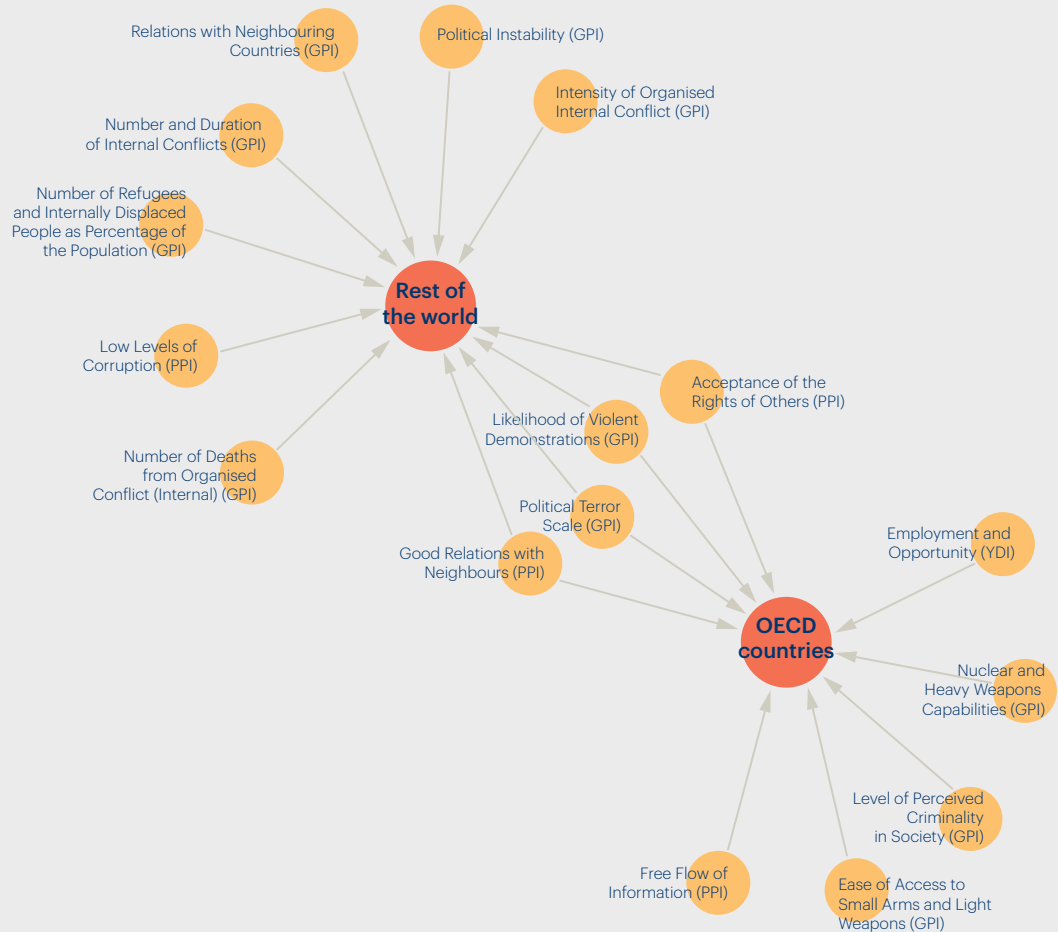 Relations with Neighbouring
Countries (GPI)
Political Instability (GPI)
Intensity of Organised
Internal Conflict (GPI)
Number and Duration
of Internal Conflicts (GPI)
Number of Refugees
and Internally Displaced
People as Percentage of
the Population (GPI)
Rest of
the world
Low Levels of
Corruption (PPI)
Acceptance of the
Rights of Others (PPI)
Likelihood of Violent
Demonstrations (GPI)
Number of Deaths
from Organised
Conflict (Internal) (GPI)
Political Terror
Scale (GPI)
Good Relations with
Neighbours (PPI)
Employment and
Opportunity (YDI)
OECD
countries
Nuclear and
Heavy Weapons
Capabilities (GPI)
Level of Perceived
Criminality
in Society (GPI)
Free Flow of
Information (PPI)
Ease of Access to
Small Arms and Light
Weapons (GPI)